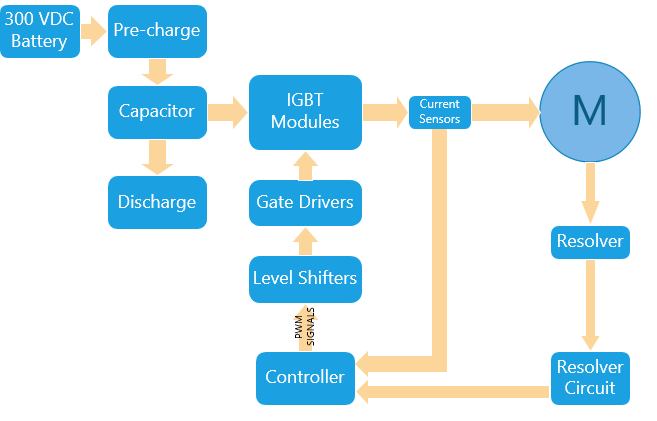 300 VDC
Battery
Pre-charge
Capacitor
Discharge
IGBT
Modules
Current
Sensors
M
Gate Drivers
Level Shifters
PWM
SIGNALS
Controller
Resolver
Resolver
Circuit